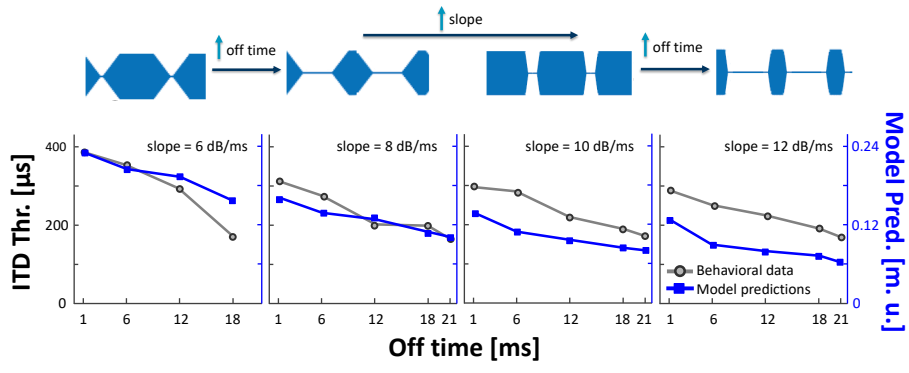 slope
off time
off time
400
200
0
ITD Thr. [µs]
slope = 6 dB/ms
slope = 8 dB/ms
slope = 10 dB/ms
slope = 12 dB/ms
0.24
0.12
0
Model Pred. [m. u.]
Behavioral data
Model predictions
1 6 12 18
1 6 12 18 21
1 6 12 18 21
1 6 12 18 21
Off time [ms]